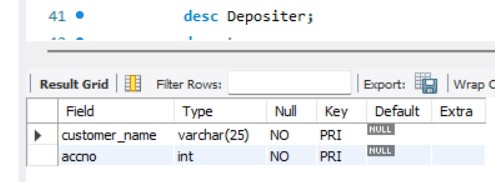 41 desc Depositer;
Result Grid Filter Rows: Export: Wrap C
Field Type Null Key Default Extra
customer_name varchar(25) NO PRI NULL
accno int NO PRI NULL